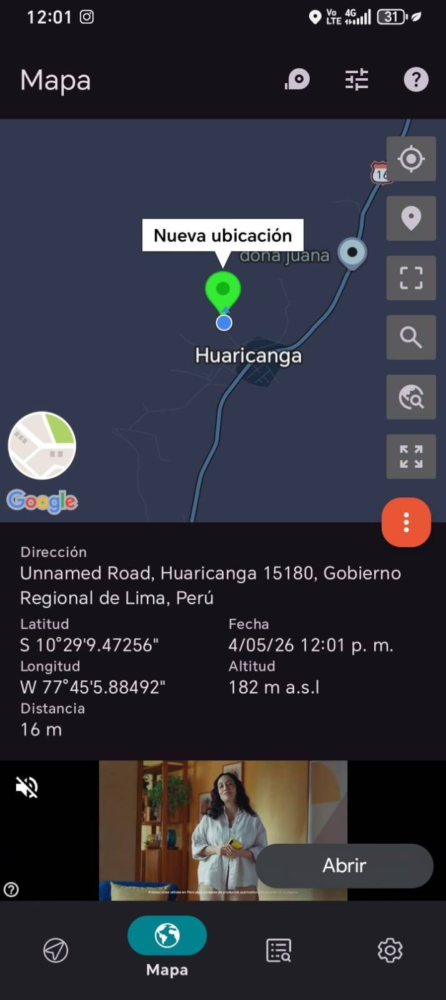 12:01
Vo LTE 4G 31
Mapa
16
Nueva ubicación
dona juana
Huaricanga
Google
Dirección
Unnamed Road, Huaricanga 15180, Gobierno
Regional de Lima, Perú
Latitud Fecha
S 10°29'9.47256" 4/05/26 12:01 p. m.
Longitud Altitud
W 77°45'5.88492" 182 m a.s.l
Distancia
16 m
Abrir
Mapa